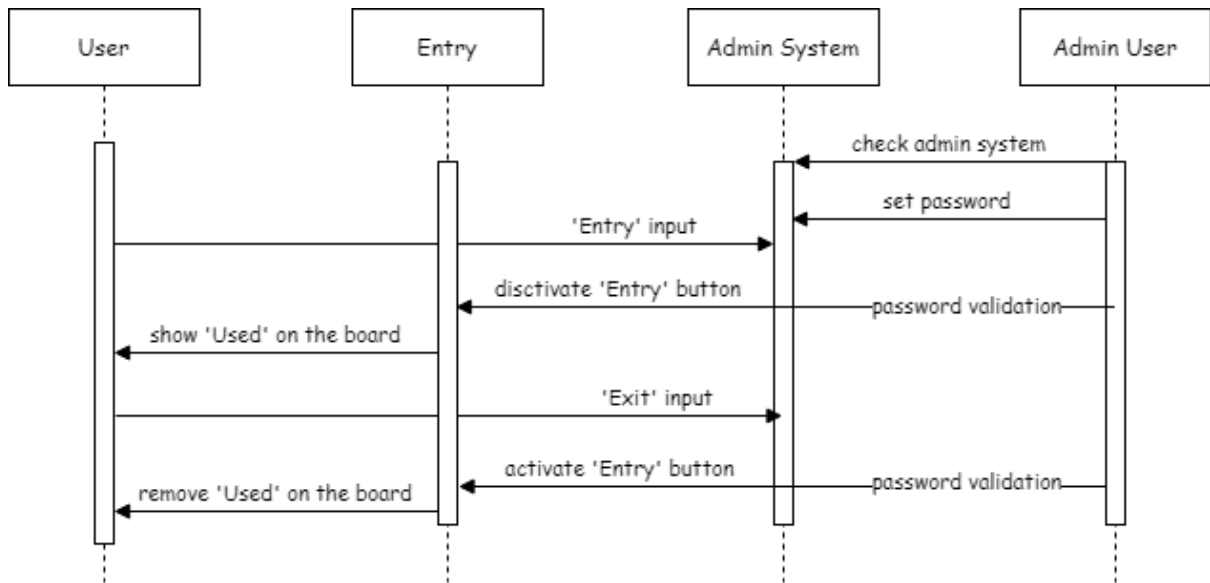 User
Entry
Admin System
Admin User
check admin system
set password
'Entry' input
disctivate 'Entry' button
password validation
show 'Used' on the board
'Exit' input
activate 'Entry' button
password validation
remove 'Used' on the board